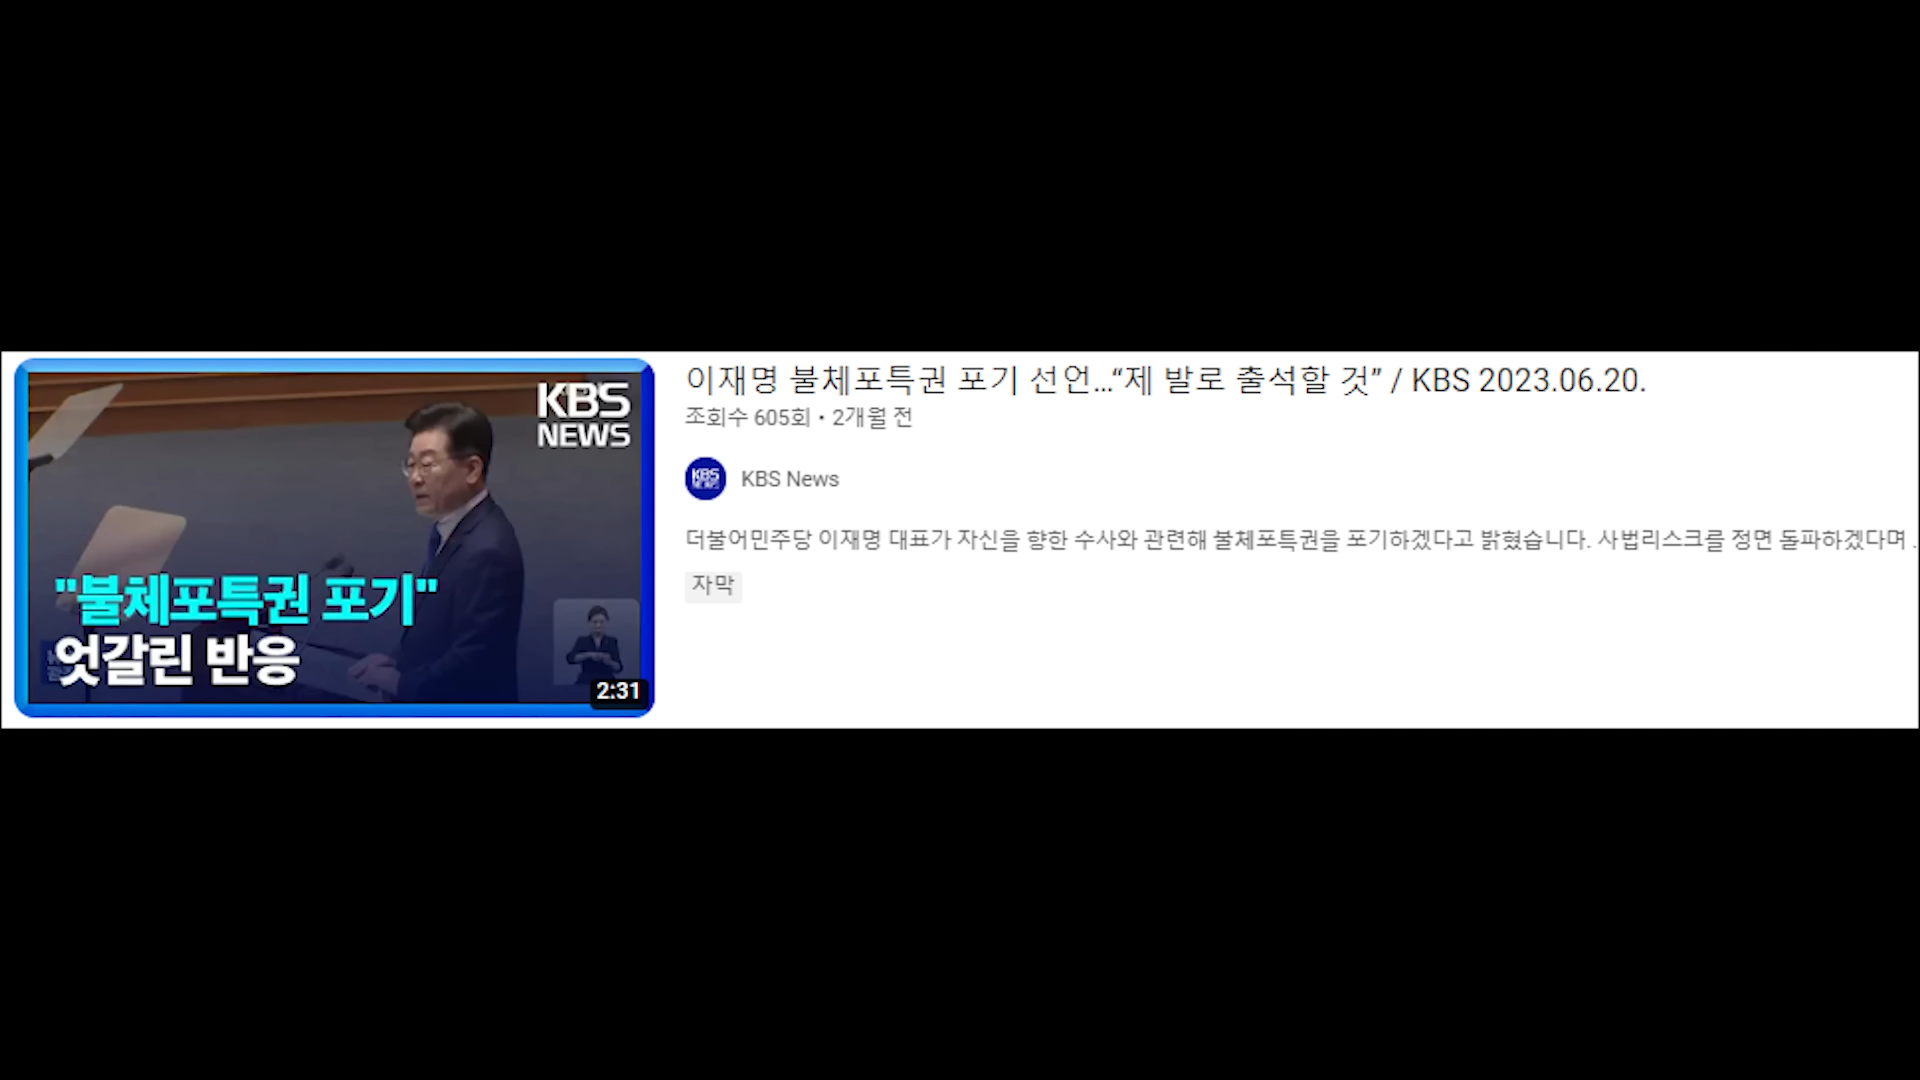 KBS
NEWS
"불체포특권 포기"
엇갈린 반응
2:31
이재명 불체포특권 포기 선언...“제 발로 출석할 것” / KBS 2023.06.20.
조회수 605회 • 2개월 전
KBS
NEWS
KBS News
더불어민주당 이재명 대표가 자신을 향한 수사와 관련해 불체포특권을 포기하겠다고 밝혔습니다. 사법리스크를 정면 돌파하겠다며 .
자막